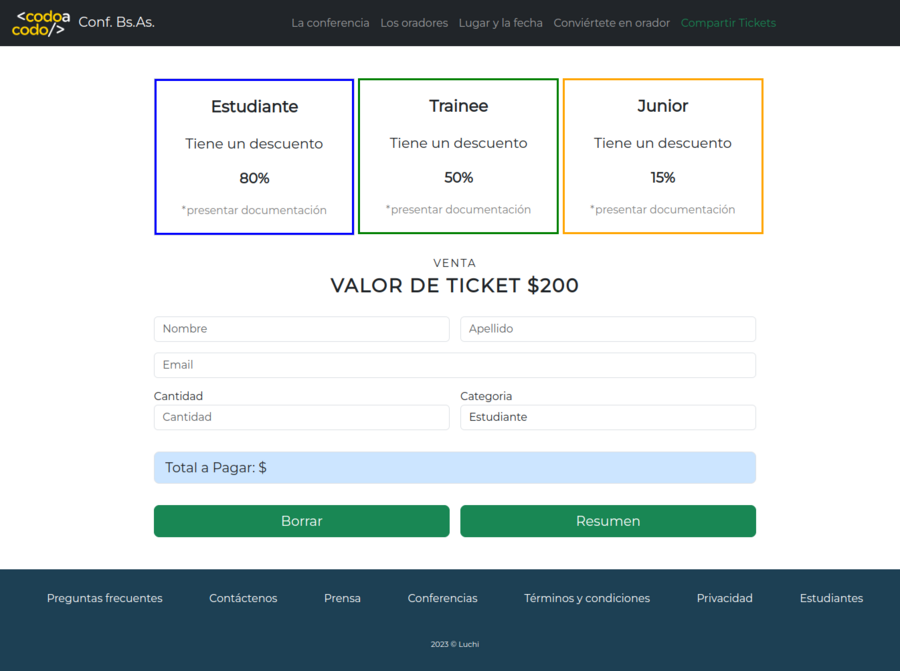 <codoa
codo/>
Conf. Bs.As.
La conferencia Los oradores Lugar y la fecha Conviértete en orador Compartir Tickets
Estudiante
Tiene un descuento
80%
*presentar documentación
Trainee
Tiene un descuento
50%
*presentar documentación
Junior
Tiene un descuento
15%
*presentar documentación
VENTA
VALOR DE TICKET $200
Nombre
Apellido
Email
Cantidad
Cantidad
Categoria
Estudiante
Total a Pagar: $
Borrar
Resumen
Preguntas frecuentes Contáctenos Prensa Conferencias Términos y condiciones Privacidad Estudiantes
2023 © Luchi